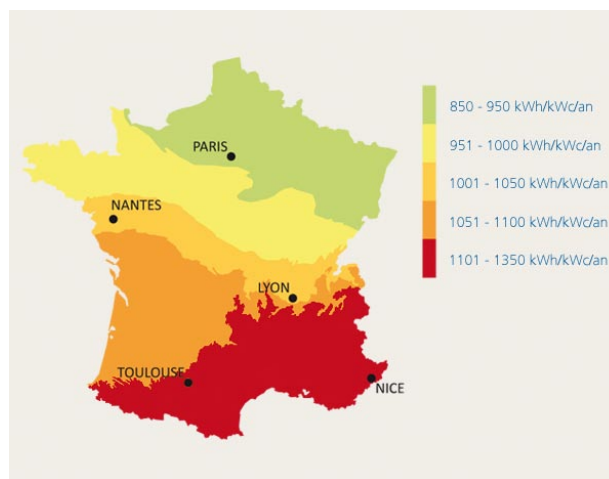 PARIS
NANTES
LYON
TOULOUSE
NICE
850 - 950 kWh/kWc/an
951 - 1000 kWh/kWc/an
1001 - 1050 kWh/kWc/an
1051 - 1100 kWh/kWc/an
1101 - 1350 kWh/kWc/an